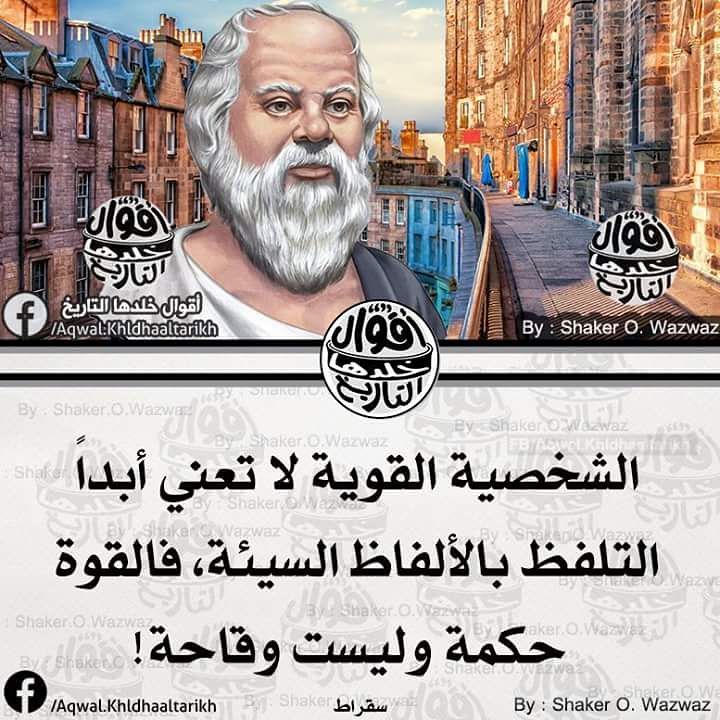 أقوال
خلدها
التاريخ
أقوال
خلدها
التاريخ
أقوال خلدها التاريخ
/Aqwal.Khldhaaltarikh
By : Shaker O. Wazwaz
أقوال
خلدها
التاريخ
الشخصية القوية لا تعني أبداً
التلفظ بالألفاظ السيئة، فالقوة
حكمة وليست وقاحة!
/Aqwal.Khldhaaltarikh
سقراط
By : Shaker O. Wazwaz